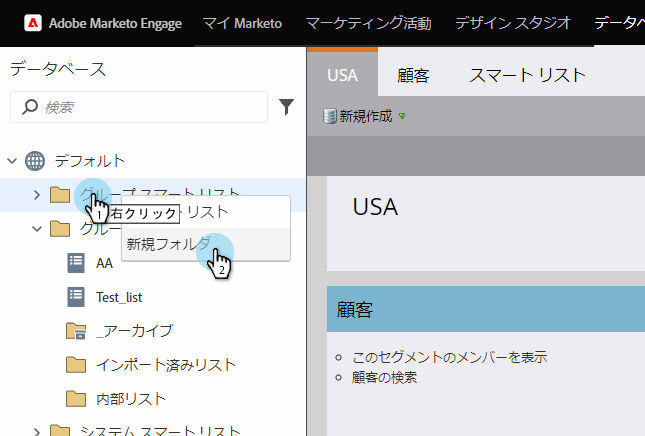 Adobe Marketo Engage マイ Marketo マーケティング活動 デザイン スタジオ データベ
データベース
検索
USA 顧客 スマート リスト
新規作成
デフォルト
グループ スマート リスト
1 右クリック
リスト
USA
グルー
新規フォルダ
2
AA
Test_list
顧客
_アーカイブ
このセグメントのメンバーを表示
インポート済みリスト
顧客の検索
内部リスト
システム スマート リスト